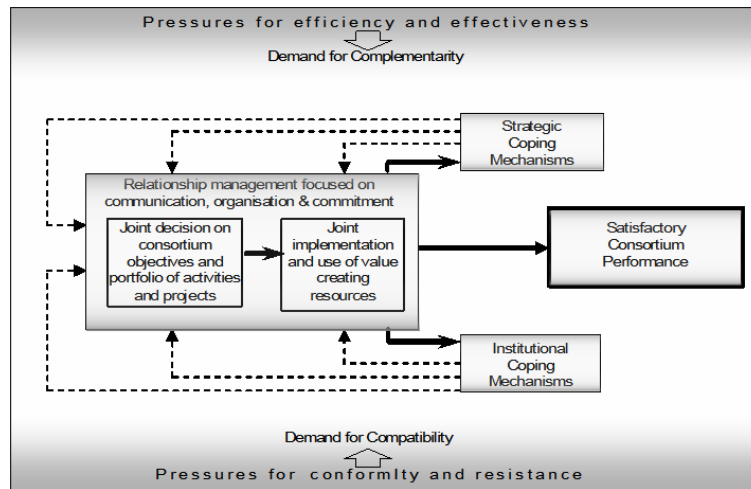 Pressures for efficiency and effectiveness
Demand for Complementarity
Strategic
Coping
Mechanisms
Relationship management focused on
communication, organisation & commitment
Joint decision on
consortium
objectives and
portfolio of activities
and projects
Joint
implementation
and use of value
creating
resources
Satisfactory
Consortium
Performance
Institutional
Coping
Mechanisms
Demand for Compatibility
Pressures for conformity and resistance